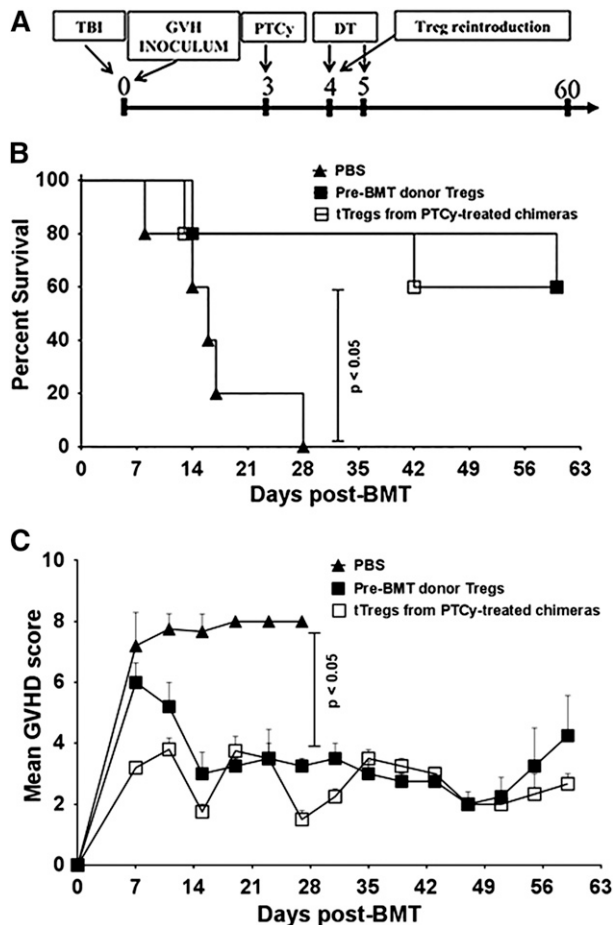 A
TBI
GVH
INOCULUM
PTCy
DT
Treg reintroduction
0
3
4
5
60
B
PBS
Pre-BMT donor Tregs
tTregs from PTCy-treated chimeras
Percent Survival
100
80
60
40
20
0
p < 0.05
0 7 14 21 28 35 42 49 56 63
Days post-BMT
C
PBS
Pre-BMT donor Tregs
tTregs from PTCy-treated chimeras
Mean GVHD score
10
8
6
4
2
0
p < 0.05
0 7 14 21 28 35 42 49 56 63
Days post-BMT